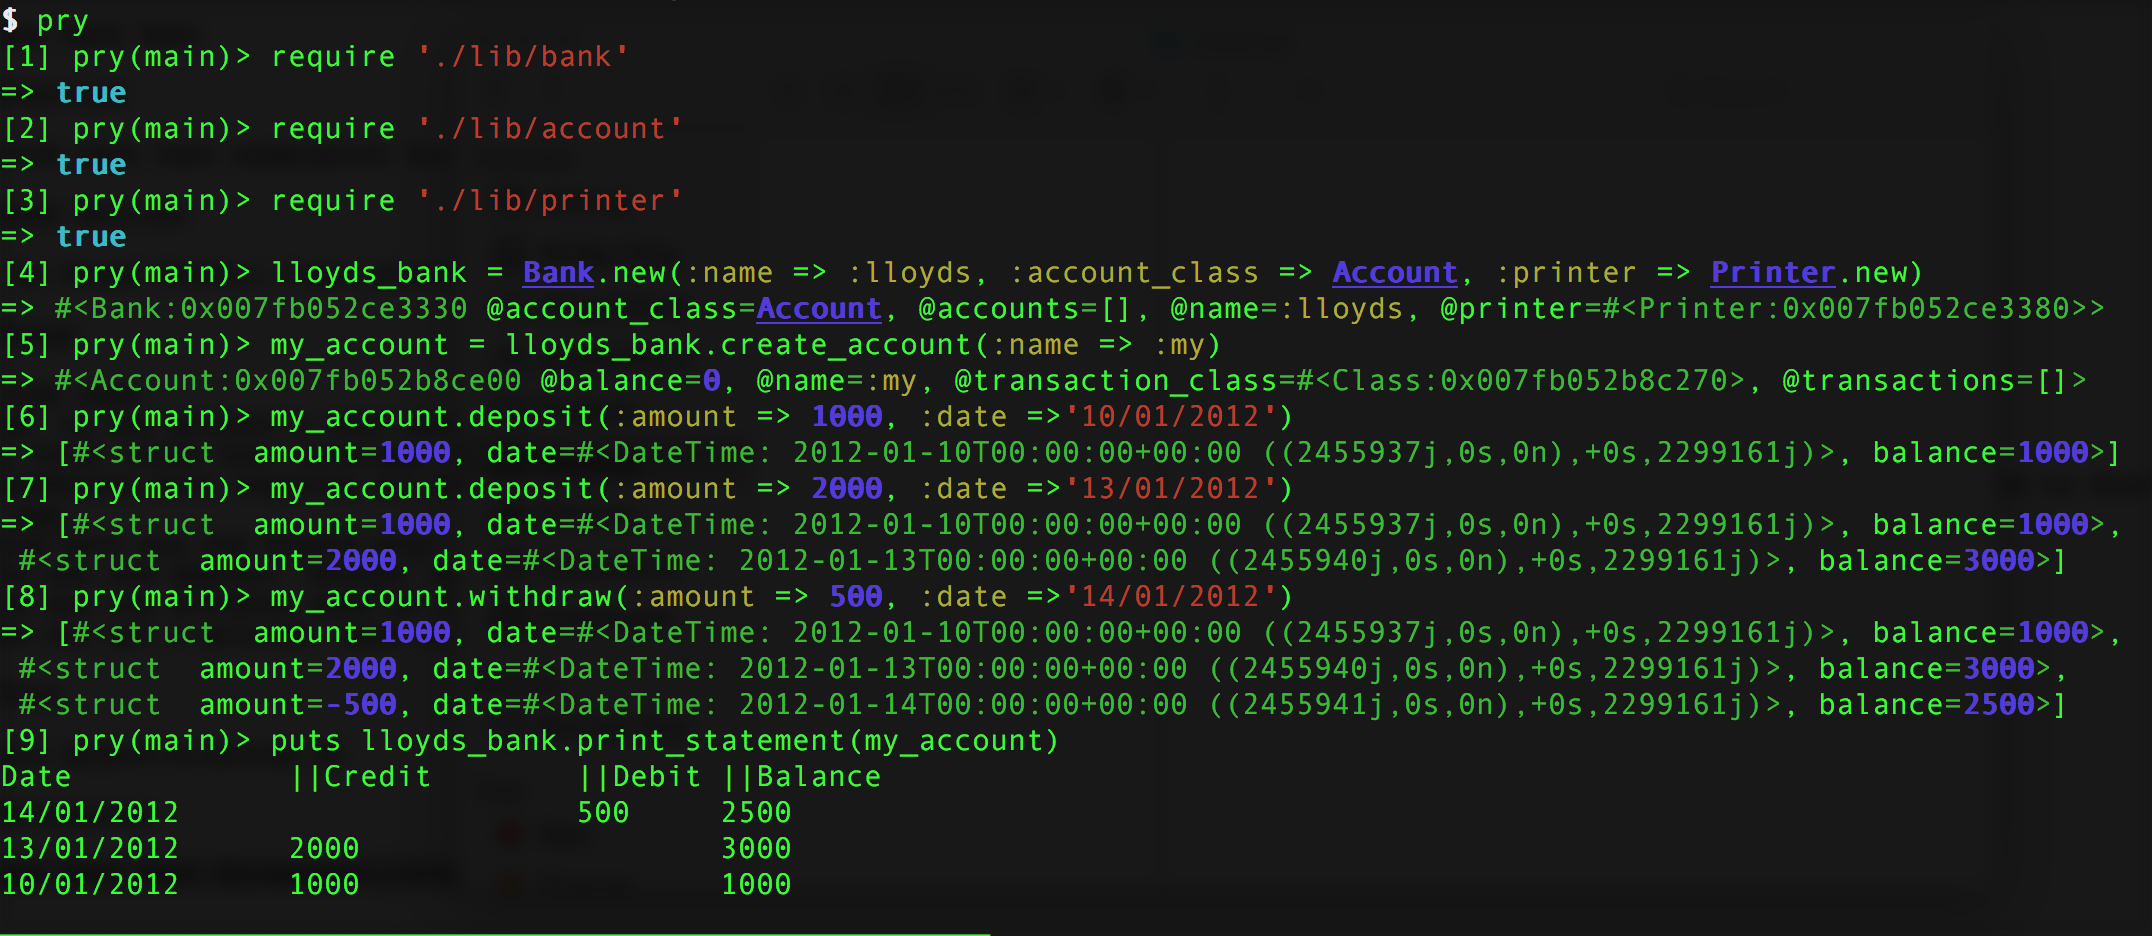 $ pry
[1] pry(main)> require './lib/bank'
=> true
[2] pry(main)> require './lib/account'
=> true
[3] pry(main)> require './lib/printer'
=> true
[4] pry(main)> lloyds_bank = Bank.new(:name => :lloyds, :account_class => Account, :printer => Printer.new)
=> #<Bank:0x007fb052ce3330 @account_class=Account, @accounts=[], @name=:lloyds, @printer=#<Printer:0x007fb052ce3380>>
[5] pry(main)> my_account = lloyds_bank.create_account(:name => :my)
=> #<Account:0x007fb052b8ce00 @balance=0, @name=:my, @transaction_class=#<Class:0x007fb052b8c270>, @transactions=[]>
[6] pry(main)> my_account.deposit(:amount => 1000, :date =>'10/01/2012')
=> [#<struct  amount=1000, date=#<DateTime: 2012-01-10T00:00:00+00:00 ((2455937j,0s,0n),+0s,2299161j)>, balance=1000>]
[7] pry(main)> my_account.deposit(:amount => 2000, :date =>'13/01/2012')
=> [#<struct  amount=1000, date=#<DateTime: 2012-01-10T00:00:00+00:00 ((2455937j,0s,0n),+0s,2299161j)>, balance=1000>,
 #<struct  amount=2000, date=#<DateTime: 2012-01-13T00:00:00+00:00 ((2455940j,0s,0n),+0s,2299161j)>, balance=3000>]
[8] pry(main)> my_account.withdraw(:amount => 500, :date =>'14/01/2012')
=> [#<struct  amount=1000, date=#<DateTime: 2012-01-10T00:00:00+00:00 ((2455937j,0s,0n),+0s,2299161j)>, balance=1000>,
 #<struct  amount=2000, date=#<DateTime: 2012-01-13T00:00:00+00:00 ((2455940j,0s,0n),+0s,2299161j)>, balance=3000>,
 #<struct  amount=-500, date=#<DateTime: 2012-01-14T00:00:00+00:00 ((2455941j,0s,0n),+0s,2299161j)>, balance=2500>]
[9] pry(main)> puts lloyds_bank.print_statement(my_account)
Date            ||Credit        ||Debit ||Balance
14/01/2012                      500     2500
13/01/2012      2000                    3000
10/01/2012      1000                    1000